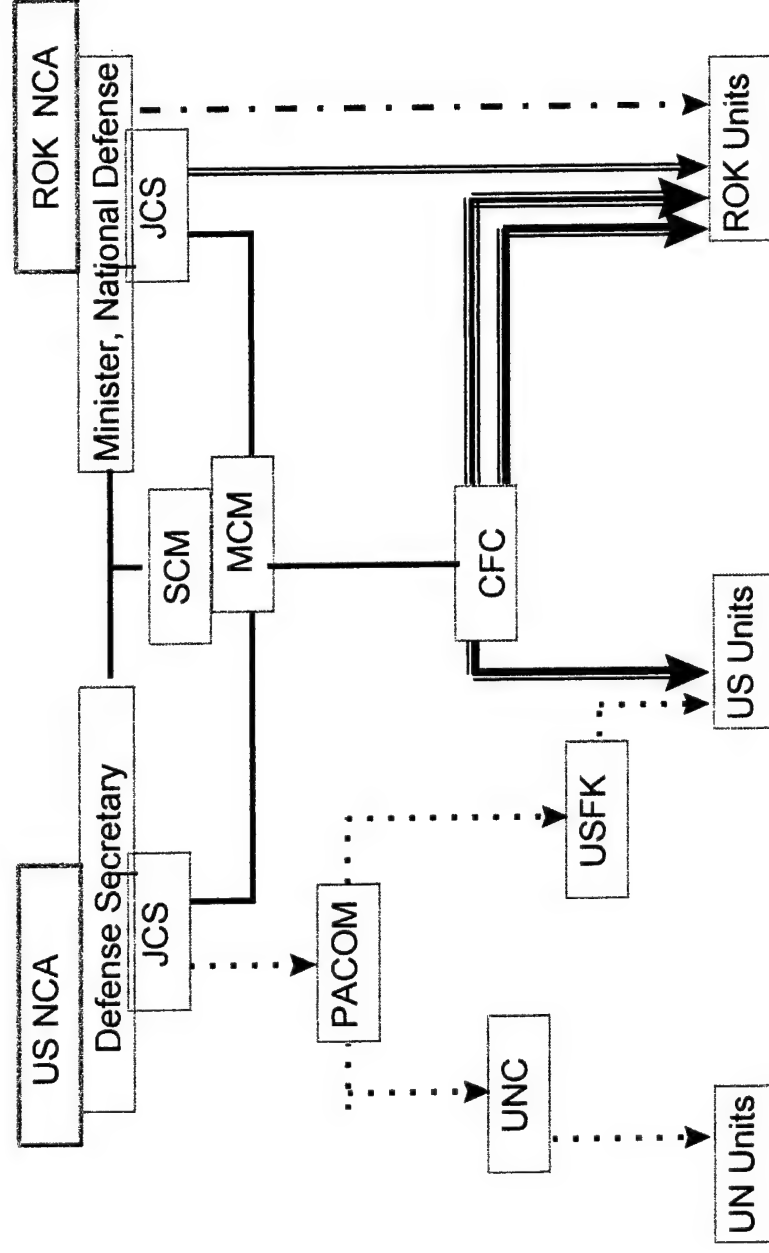 US NCA
Defense Secretary
JCS
ROK NCA
Minister, National Defense
JCS
SCM
MCM
PACOM
CFC
UNC
USFK
UN Units
US Units
ROK Units